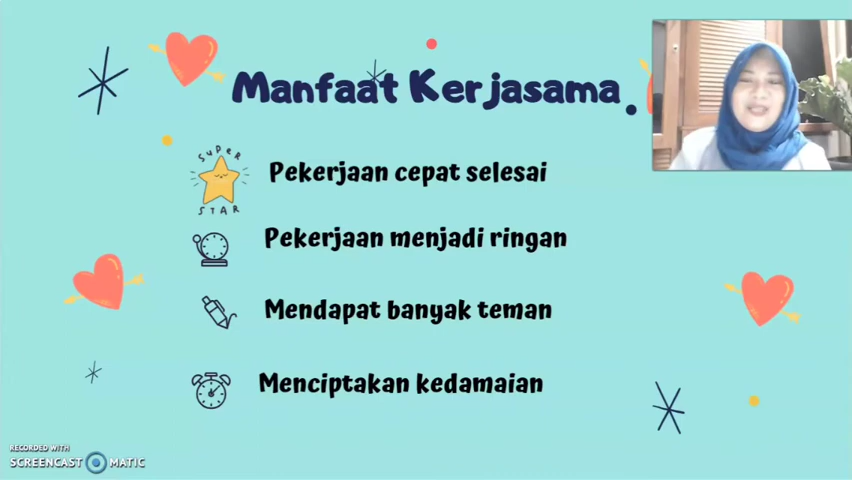 Manfaat Kerjasama
SUPER
STAR
Pekerjaan cepat selesai
Pekerjaan menjadi ringan
Mendapat banyak teman
Menciptakan kedamaian
RECORDED WITH
SCREENCAST MATIC